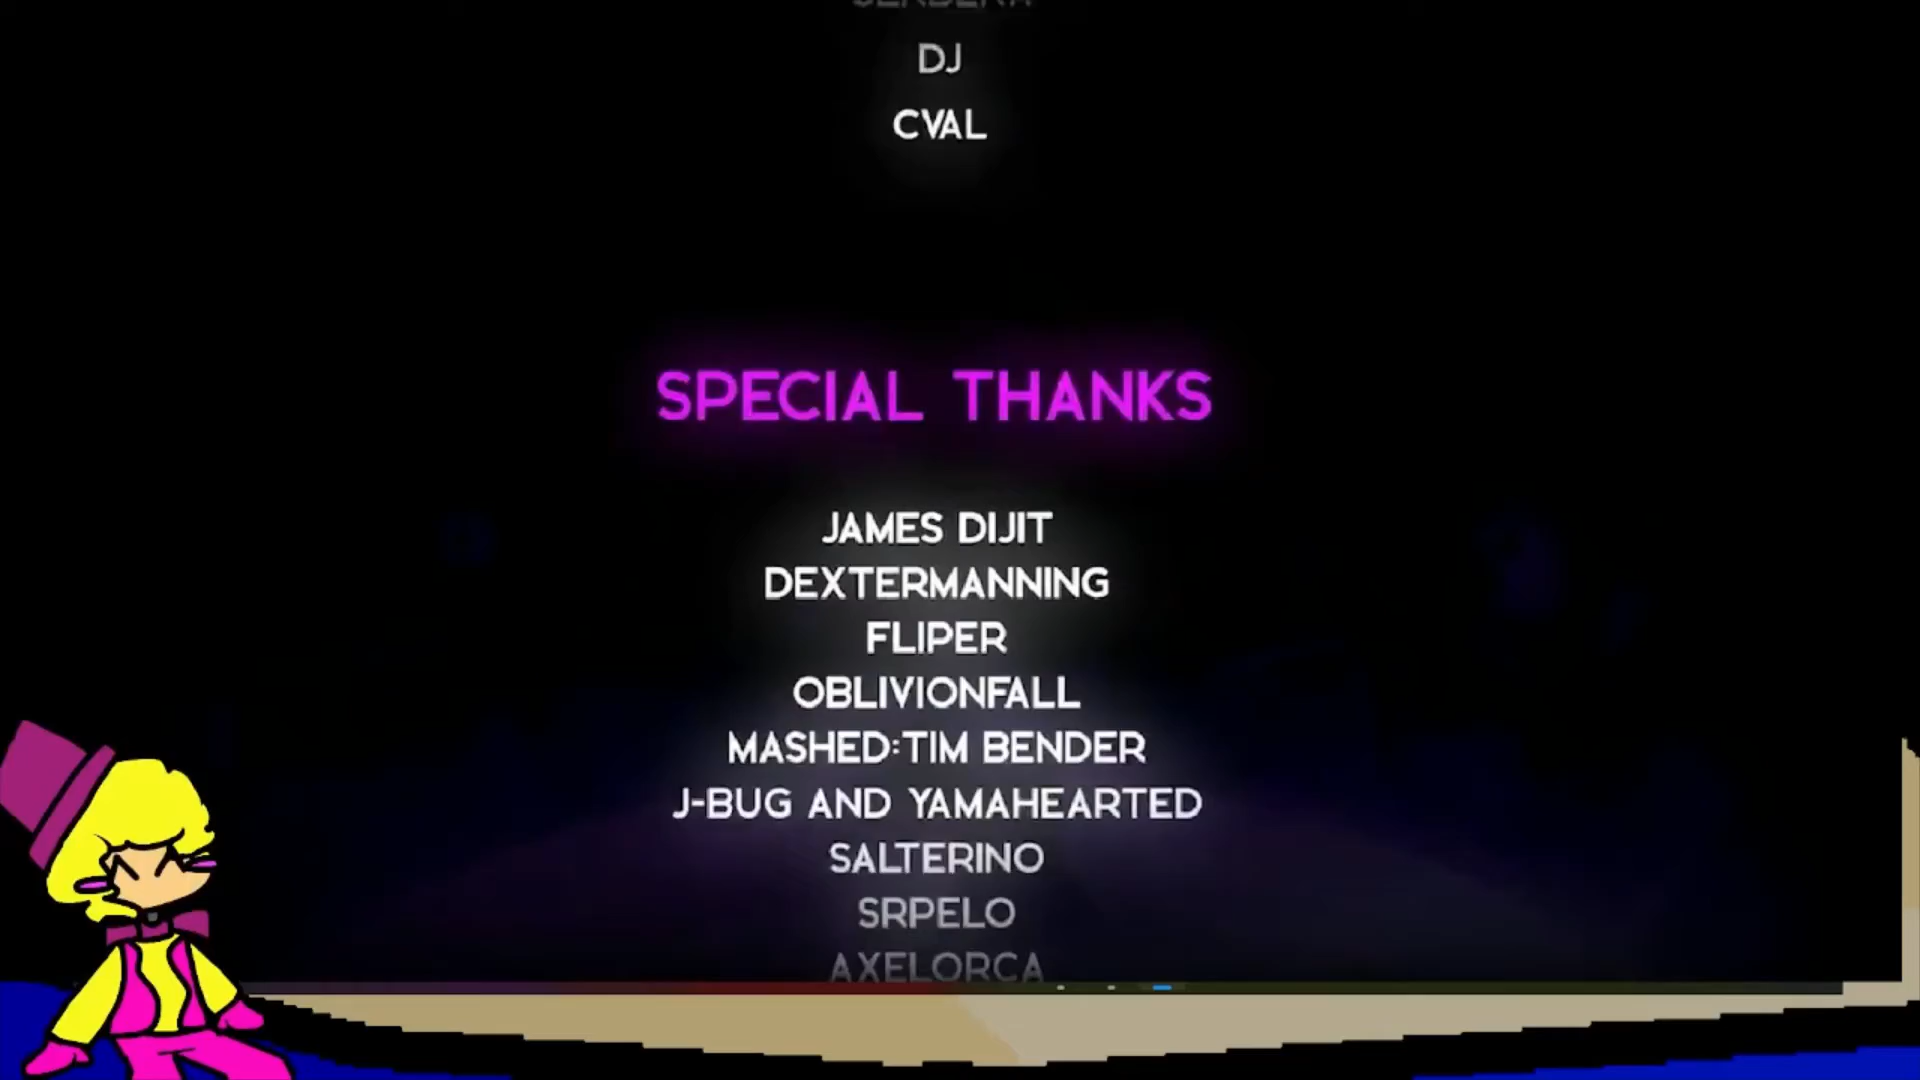 DJ
CVAL
SPECIAL THANKS
JAMES DIJIT
DEXTERMANNING
FLIPER
OBLIVIONFALL
MASHED:TIM BENDER
J-BUG AND YAMAHEARTED
SALTERINO
SRPELO
AXELORCA